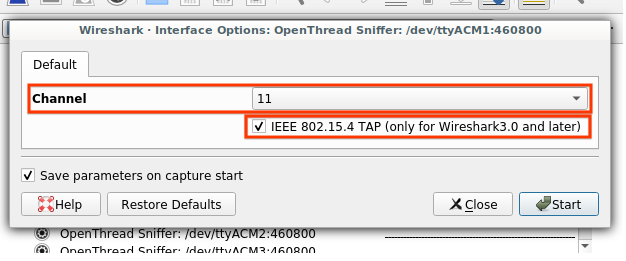 Wireshark · Interface Options: OpenThread Sniffer: /dev/ttyACM1:460800
Default
Channel 11
IEEE 802.15.4 TAP (only for Wireshark3.0 and later)
Save parameters on capture start
Help Restore Defaults Close Start
OpenThread Sniffer: /dev/ttyACM2:460800
OpenThread Sniffer: /dev/ttyACM3:460800